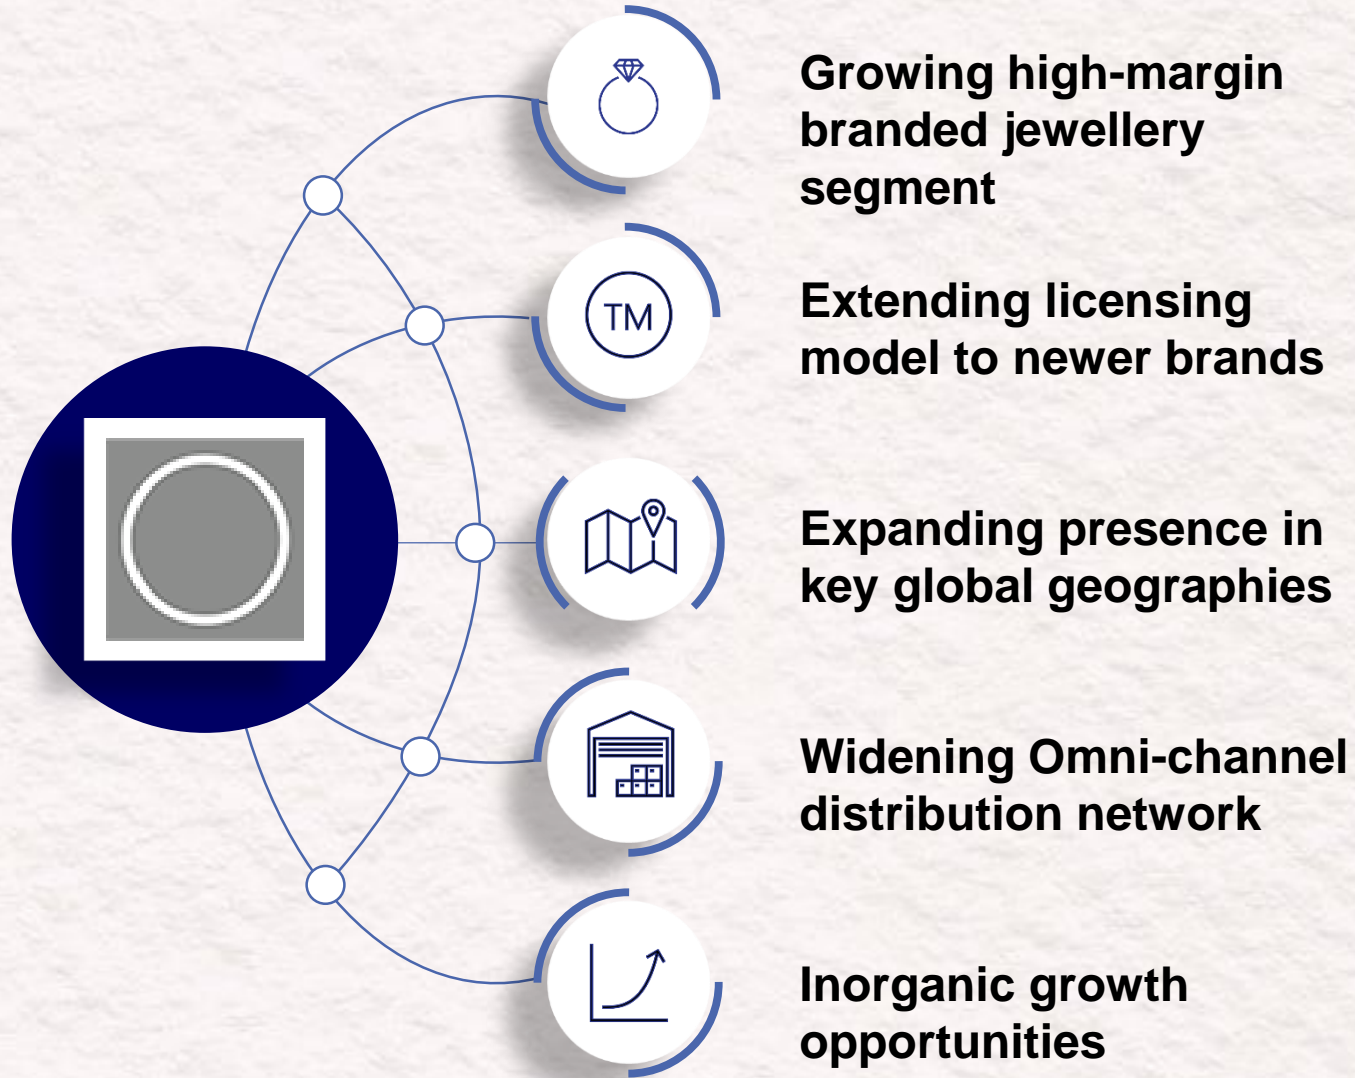 Growing high-margin
branded jewellery
segment
TM
Extending licensing
model to newer brands
Expanding presence in
key global geographies
Widening Omni-channel
distribution network
Inorganic growth
opportunities